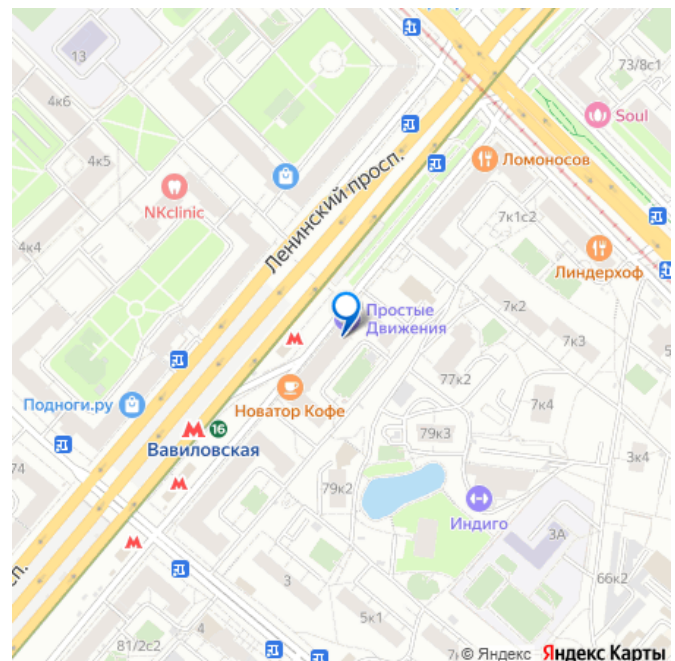 13
73/8с1
4к6
Soul
4к5
Ломоносов
NKclinic
Ленинский просп.
7к1с2
4к4
Линдерхоф
Простые
Движения
7к2
7к3
М
77к2
Подноги.ру
Новатор Кофе
7к4
М
16
Вавиловская
79к3
3к4
74
М
79к2
Индиго
3А
М
сп.
66к2
3
5к1
4
81/2с2
© Яндекс
Яндекс Карты